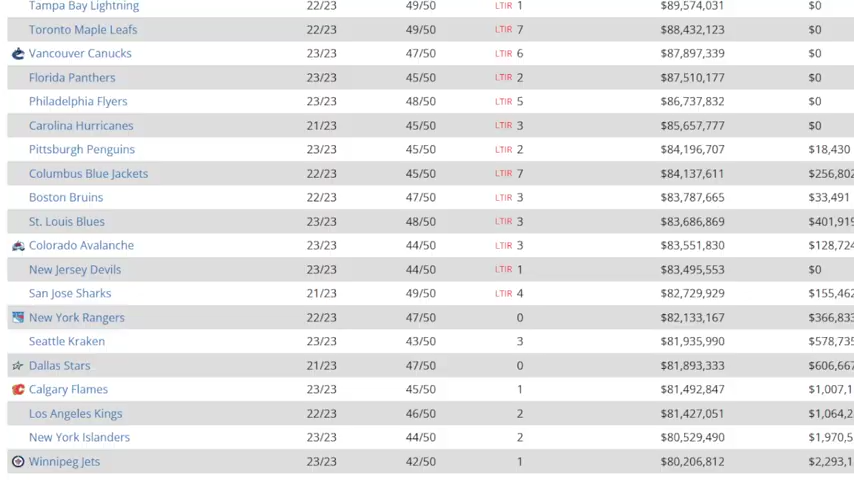 Tampa Bay Lightning 22/23 49/50 LTIR 1 $89,574,031 $0
Toronto Maple Leafs 22/23 49/50 LTIR 7 $88,432,123 $0
Vancouver Canucks 23/23 47/50 LTIR 6 $87,897,339 $0
Florida Panthers 23/23 45/50 LTIR 2 $87,510,177 $0
Philadelphia Flyers 23/23 48/50 LTIR 5 $86,737,832 $0
Carolina Hurricanes 21/23 45/50 LTIR 3 $85,657,777 $0
Pittsburgh Penguins 23/23 45/50 LTIR 2 $84,196,707 $18,430
Columbus Blue Jackets 22/23 45/50 LTIR 7 $84,137,611 $256,802
Boston Bruins 22/23 47/50 LTIR 3 $83,787,665 $33,491
St. Louis Blues 23/23 48/50 LTIR 3 $83,686,869 $401,919
Colorado Avalanche 23/23 44/50 LTIR 3 $83,551,830 $128,724
New Jersey Devils 23/23 44/50 LTIR 1 $83,495,553 $0
San Jose Sharks 21/23 49/50 LTIR 4 $82,729,929 $155,462
New York Rangers 22/23 47/50 0 $82,133,167 $366,833
Seattle Kraken 23/23 43/50 3 $81,935,990 $578,735
Dallas Stars 21/23 47/50 0 $81,893,333 $606,667
Calgary Flames 23/23 45/50 1 $81,492,847 $1,007,1
Los Angeles Kings 22/23 46/50 2 $81,427,051 $1,064,2
New York Islanders 23/23 44/50 2 $80,529,490 $1,970,5
Winnipeg Jets 23/23 42/50 1 $80,206,812 $2,293,1